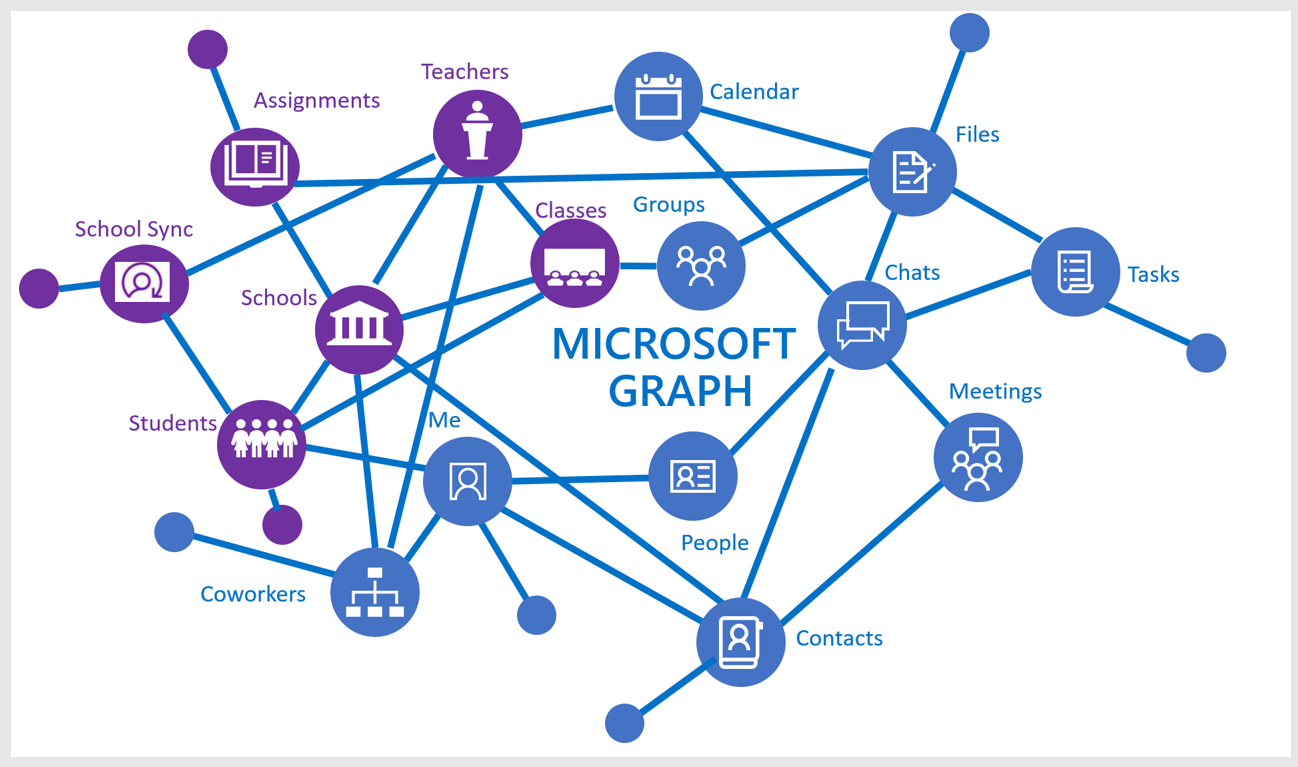 Teachers
Calendar
Assignments
Files
Classes
Groups
School Sync
Chats
Tasks
Schools
MICROSOFT
GRAPH
Meetings
Students
Me
People
Coworkers
Contacts